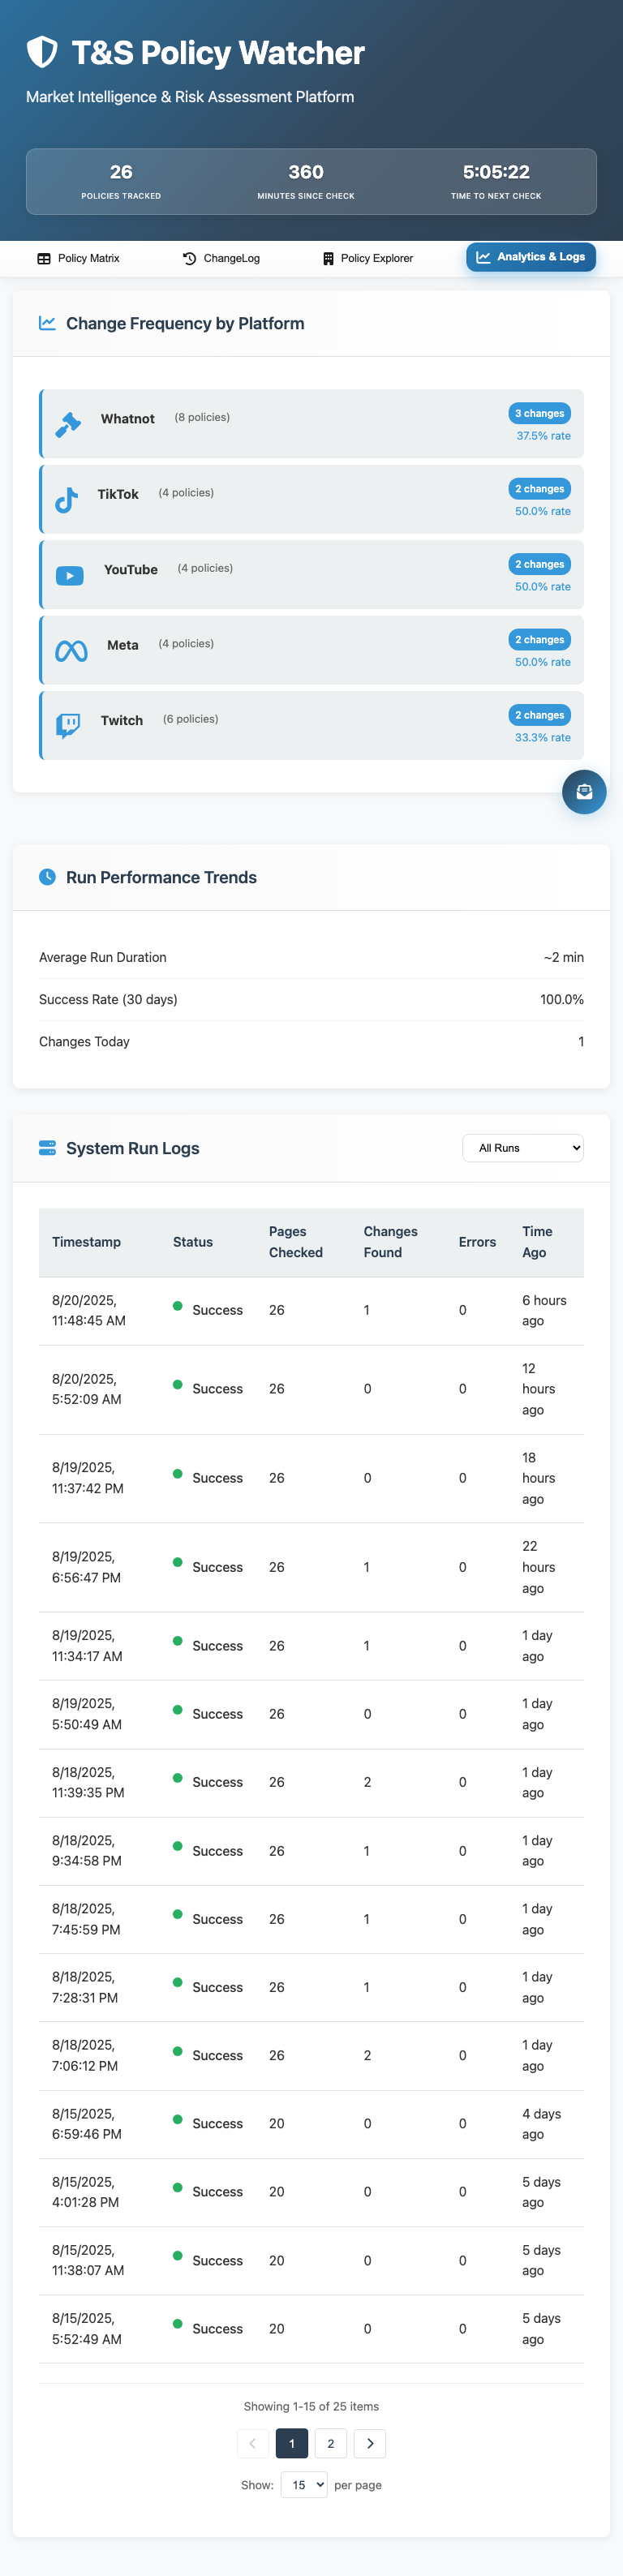 T&S Policy Watcher
Market Intelligence & Risk Assessment Platform
26
360
5:05:22
POLICIES TRACKED
MINUTES SINCE CHECK
TIME TO NEXT CHECK
Policy Matrix
ChangeLog
Policy Explorer
Analytics & Logs
Change Frequency by Platform
Whatnot (8 policies) 3 changes
37.5% rate
TikTok (4 policies) 2 changes
50.0% rate
YouTube (4 policies) 2 changes
50.0% rate
Meta (4 policies) 2 changes
50.0% rate
Twitch (6 policies) 2 changes
33.3% rate
Run Performance Trends
Average Run Duration ~2 min
Success Rate (30 days) 100.0%
Changes Today 1
System Run Logs All Runs
Timestamp Status Pages Checked Changes Found Errors Time Ago
8/20/2025, 11:48:45 AM Success 26 1 0 6 hours ago
8/20/2025, 5:52:09 AM Success 26 0 0 12 hours ago
8/19/2025, 11:37:42 PM Success 26 0 0 18 hours ago
8/19/2025, 6:56:47 PM Success 26 1 0 22 hours ago
8/19/2025, 11:34:17 AM Success 26 1 0 1 day ago
8/19/2025, 5:50:49 AM Success 26 0 0 1 day ago
8/18/2025, 11:39:35 PM Success 26 2 0 1 day ago
8/18/2025, 9:34:58 PM Success 26 1 0 1 day ago
8/18/2025, 7:45:59 PM Success 26 1 0 1 day ago
8/18/2025, 7:28:31 PM Success 26 1 0 1 day ago
8/18/2025, 7:06:12 PM Success 26 2 0 1 day ago
8/15/2025, 6:59:46 PM Success 20 0 0 4 days ago
8/15/2025, 4:01:28 PM Success 20 0 0 5 days ago
8/15/2025, 11:38:07 AM Success 20 0 0 5 days ago
8/15/2025, 5:52:49 AM Success 20 0 0 5 days ago
Showing 1-15 of 25 items
1 2
Show: 15 per page